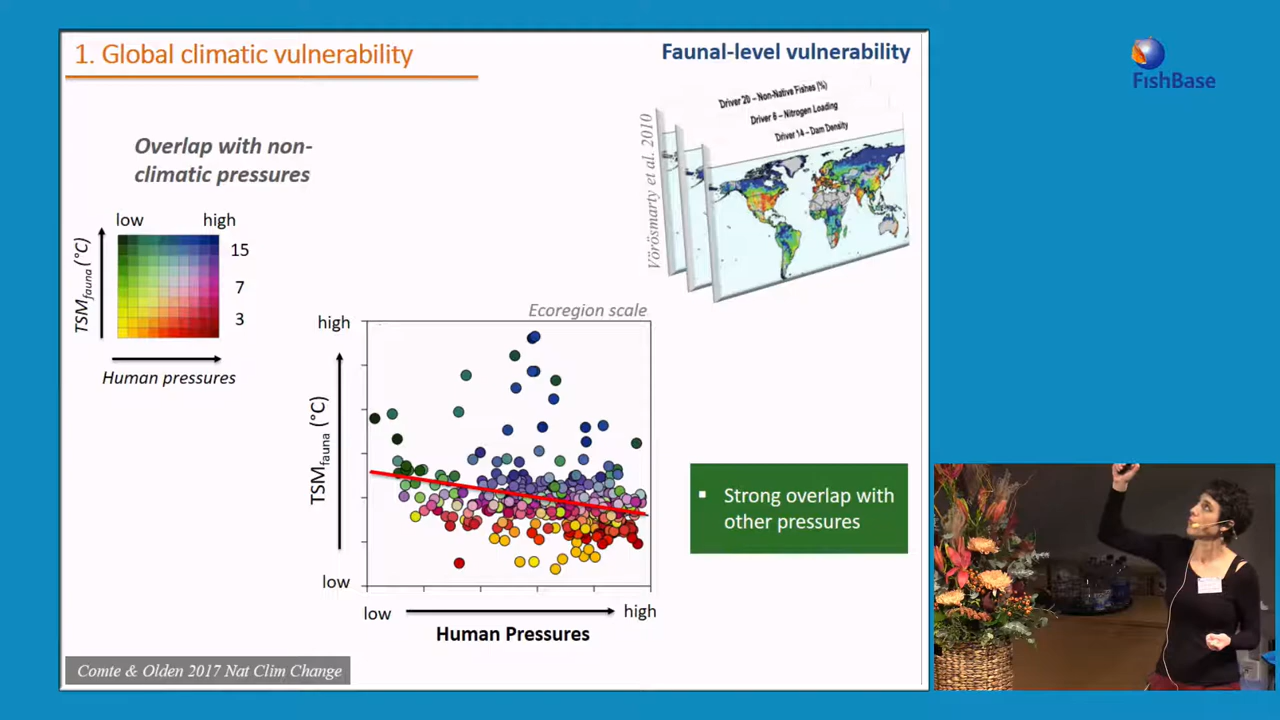 1. Global climatic vulnerability
Faunal-level vulnerability
FishBase
Driver 20 – Non-Native Fishes (%)
Driver 8 – Nitrogen Loading
Driver 14 – Dam Density
Vörösmarty et al. 2010
Overlap with non-
climatic pressures
low high
15
7
3
TSMfauna (°C)
Human pressures
Ecoregion scale
high
TSMfauna (°C)
low
low high
Human Pressures
▪ Strong overlap with
other pressures
Comte & Olden 2017 Nat Clim Change